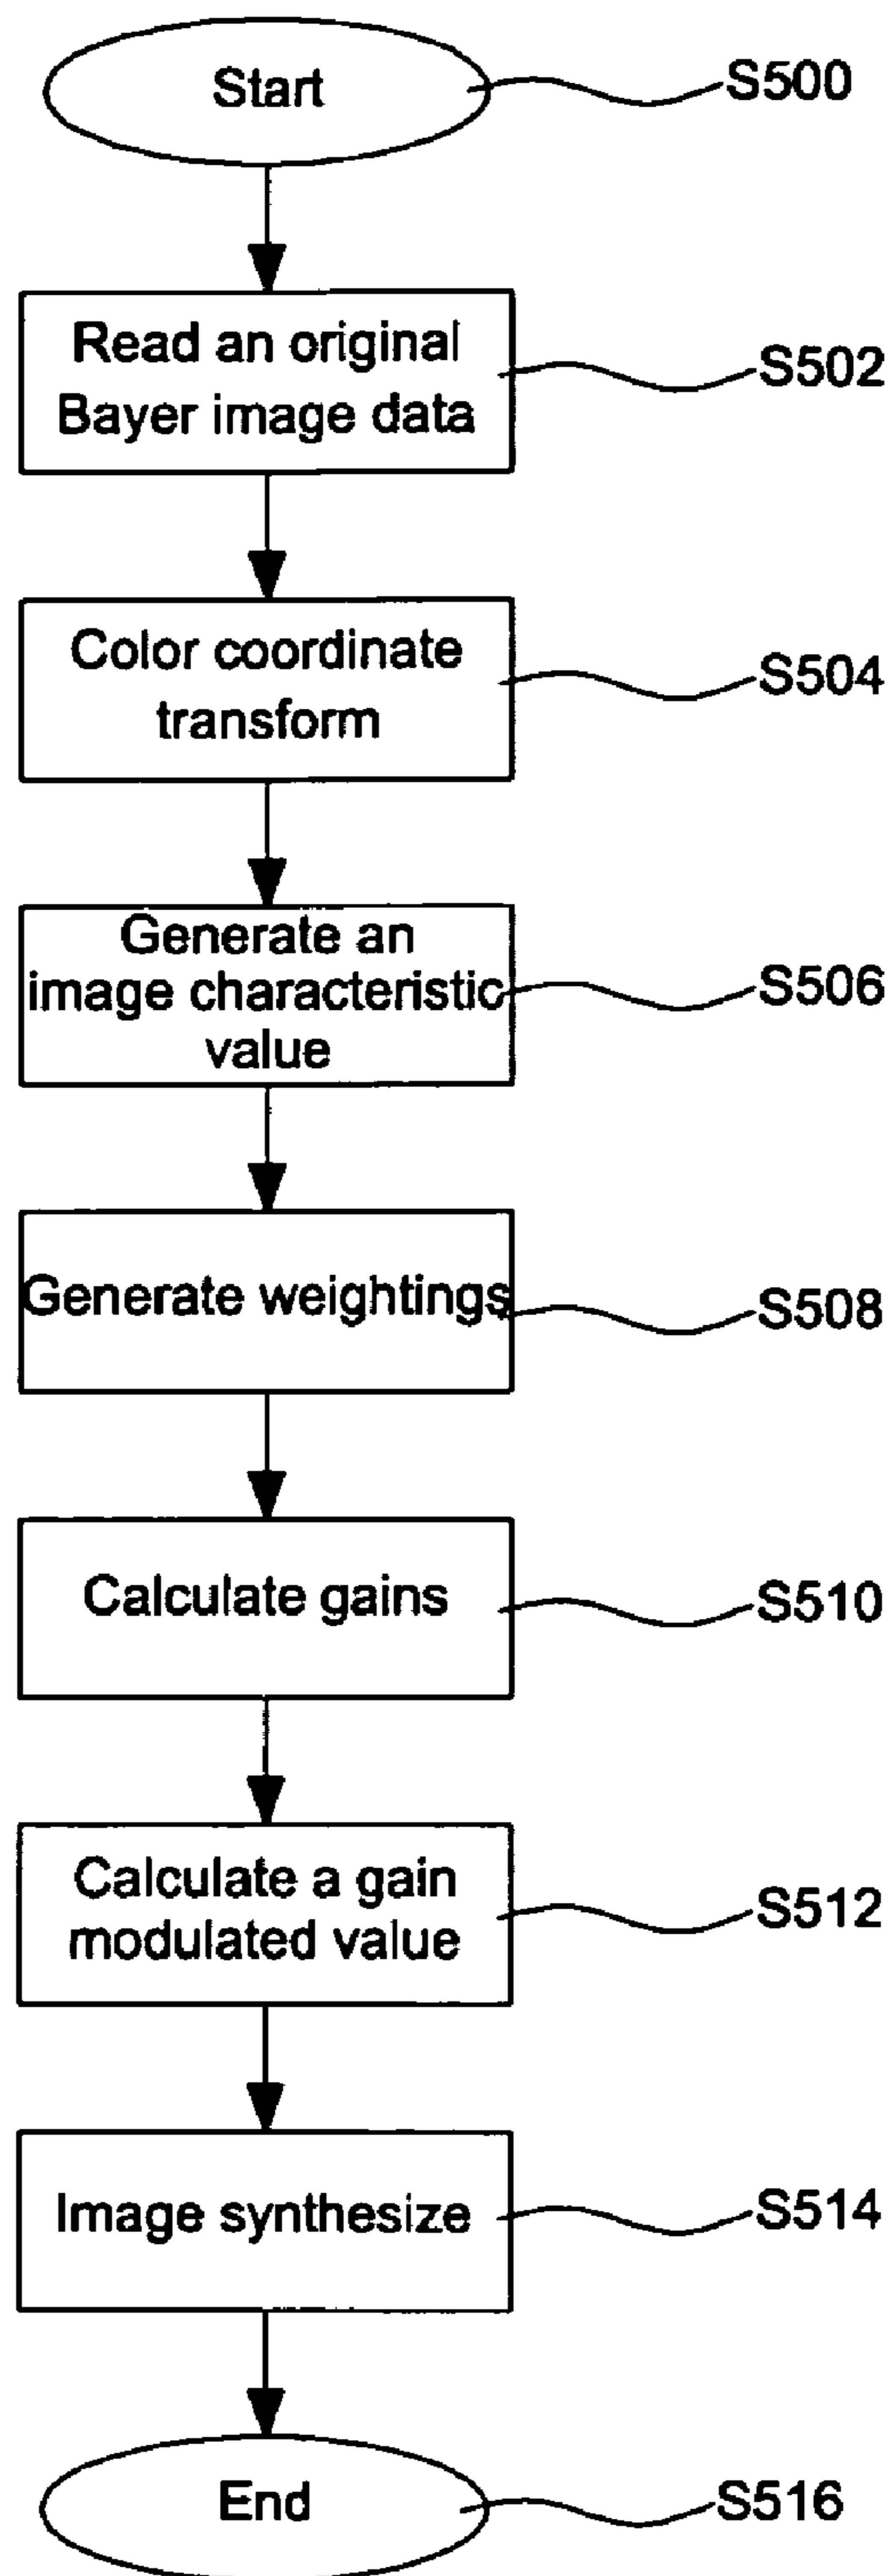 Start
S500
Read an original
Bayer image data
S502
Color coordinate
transform
S504
Generate an
image characteristic
value
S506
Generate weightings
S508
Calculate gains
S510
Calculate a gain
modulated value
S512
Image synthesize
S514
End
S516